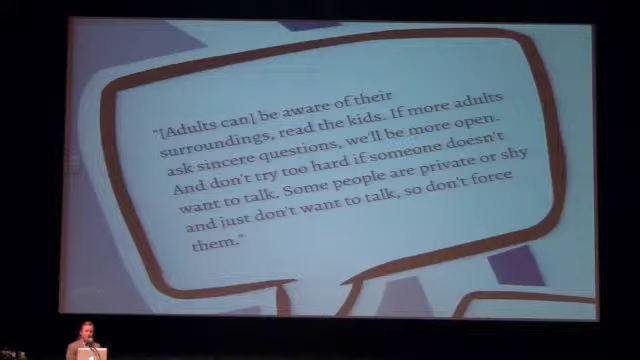 "[Adults can] be aware of their
surroundings, read the kids. If more adults
ask sincere questions, we'll be more open.
And don't try too hard if someone doesn't
want to talk. Some people are private or shy
and just don't want to talk, so don't force
them."